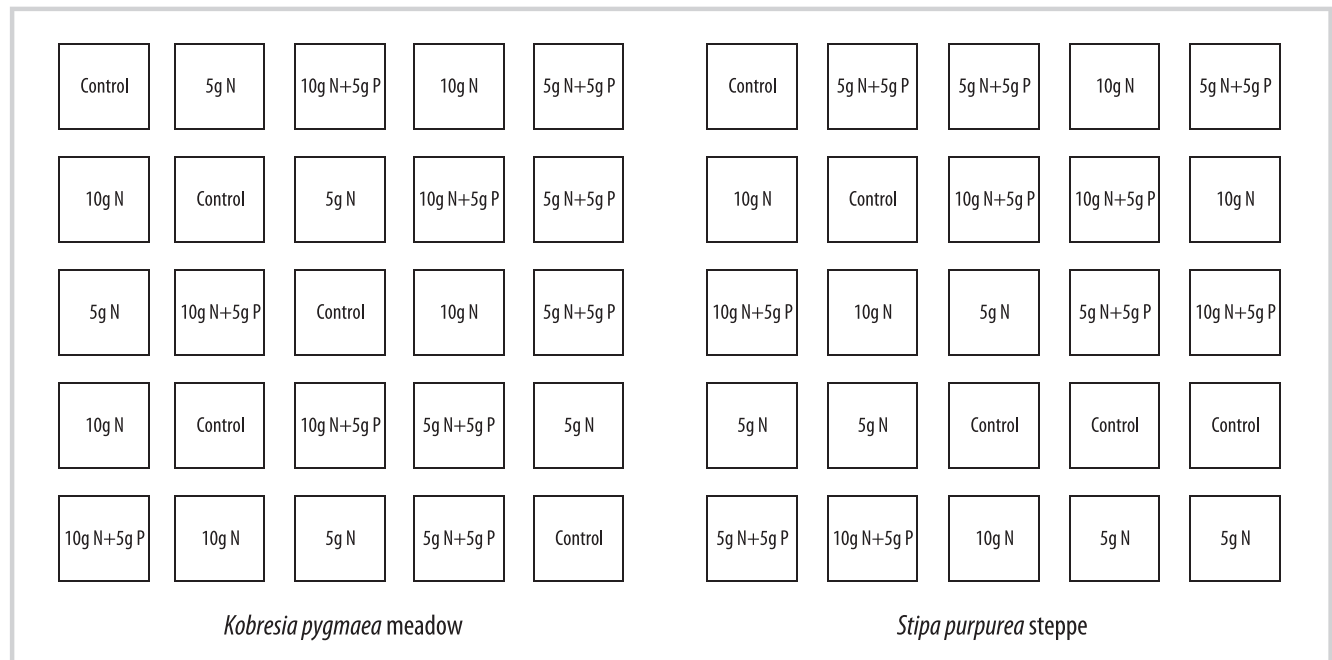 Control 5g N 10g N+5g P 10g N 5g N+5g P
10g N Control 5g N 10g N+5g P 5g N+5g P
5g N 10g N+5g P Control 10g N 5g N+5g P
10g N Control 10g N+5g P 5g N+5g P 5g N
10g N+5g P 10g N 5g N 5g N+5g P Control
Kobresia pygmaea meadow
Control 5g N+5g P 5g N+5g P 10g N 5g N+5g P
10g N Control 10g N+5g P 10g N+5g P 10g N
10g N+5g P 10g N 5g N 5g N+5g P 10g N+5g P
5g N 5g N Control Control Control
5g N+5g P 10g N+5g P 10g N 5g N 5g N
Stipa purpurea steppe